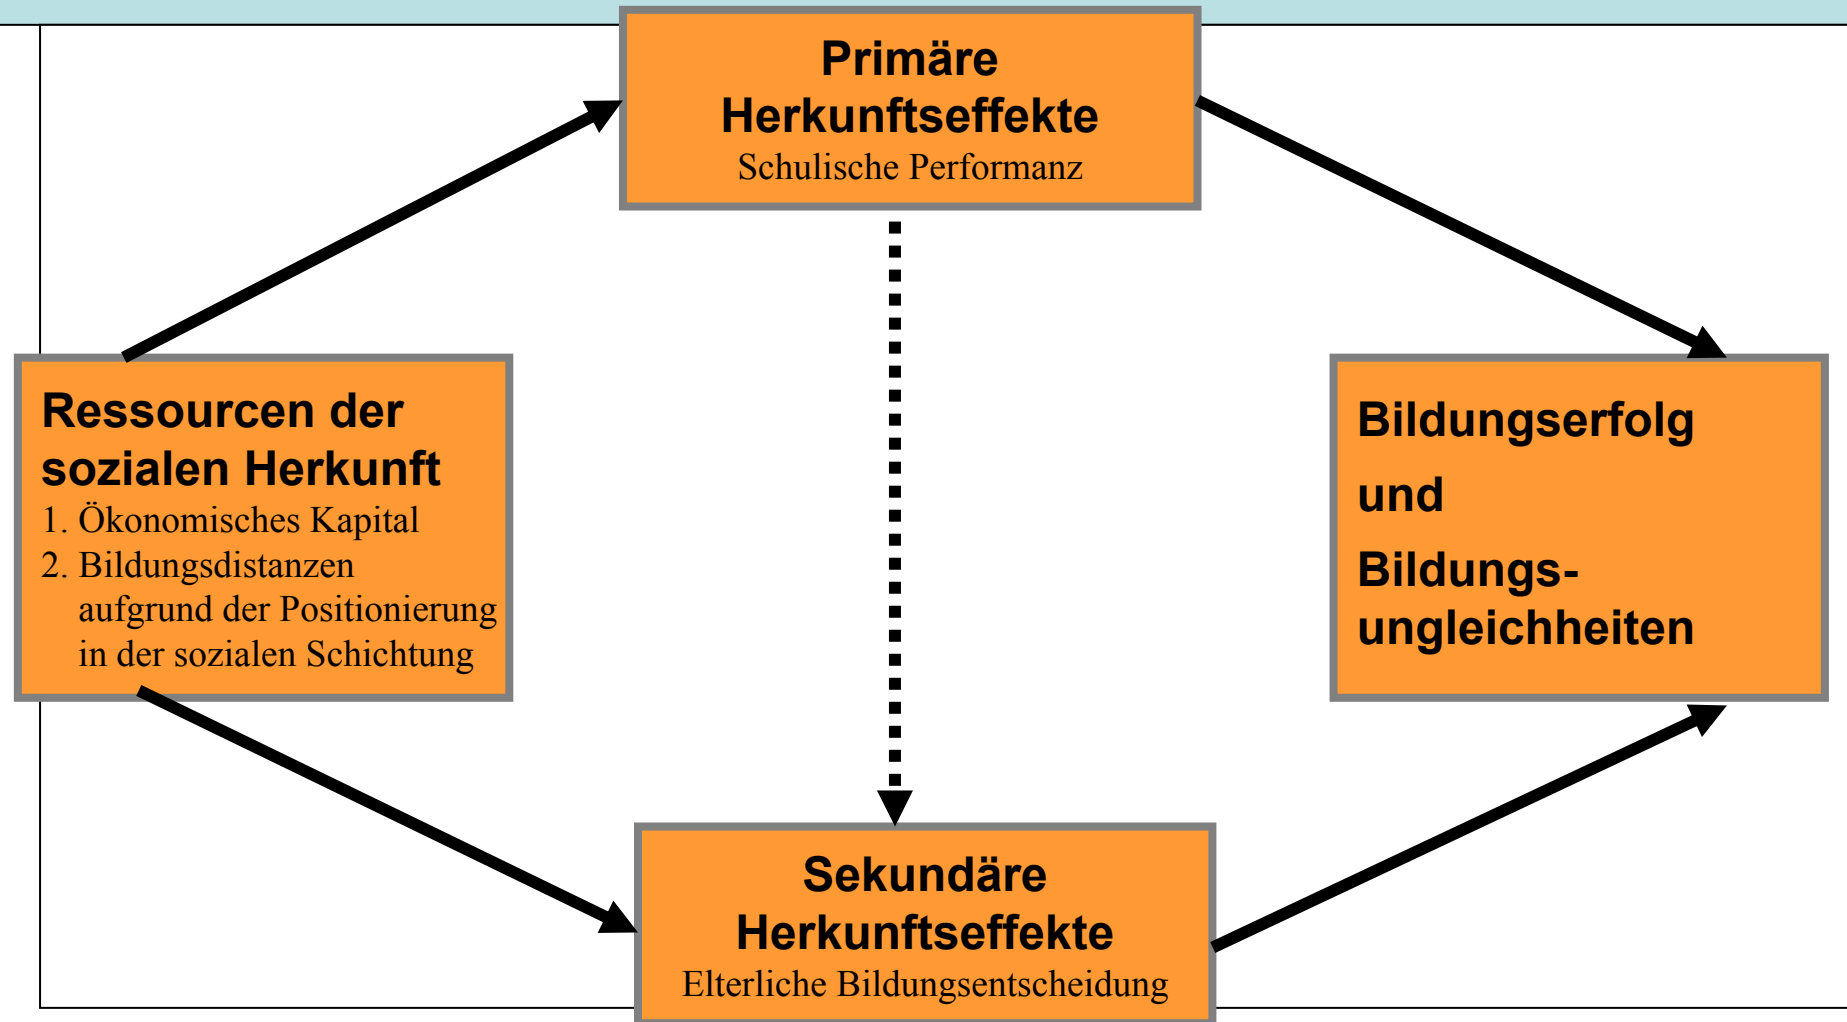 Primäre
Herkunftseffekte
Schulische Performanz
Ressourcen der
sozialen Herkunft
1. Ökonomisches Kapital
2. Bildungsdistanzen
aufgrund der Positionierung
in der sozialen Schichtung
Bildungserfolg
und
Bildungs-
ungleichheiten
Sekundäre
Herkunftseffekte
Elterliche Bildungsentscheidung